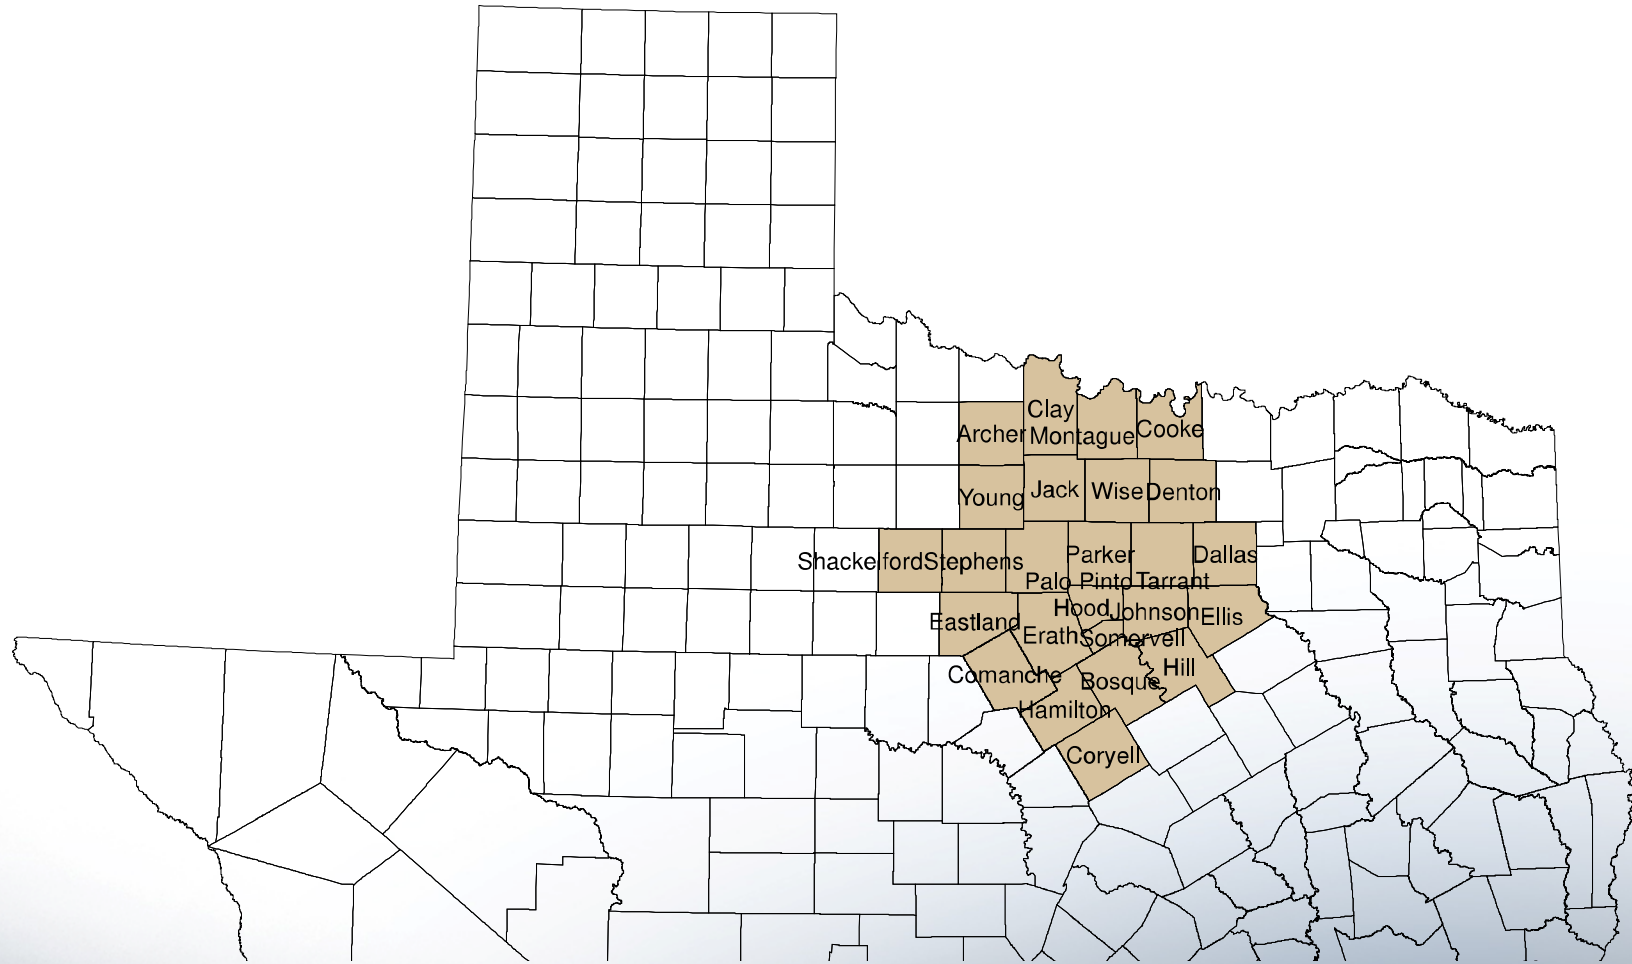 Clay
Archer
Montague
Cooke
Young
Jack
Wise
Denton
Shackelford
Stephens
Parker
Dallas
Palo Pinto
Tarrant
Eastland
Hood
Johnson
Ellis
Erath
Somervell
Comanche
Bosque
Hill
Hamilton
Coryell